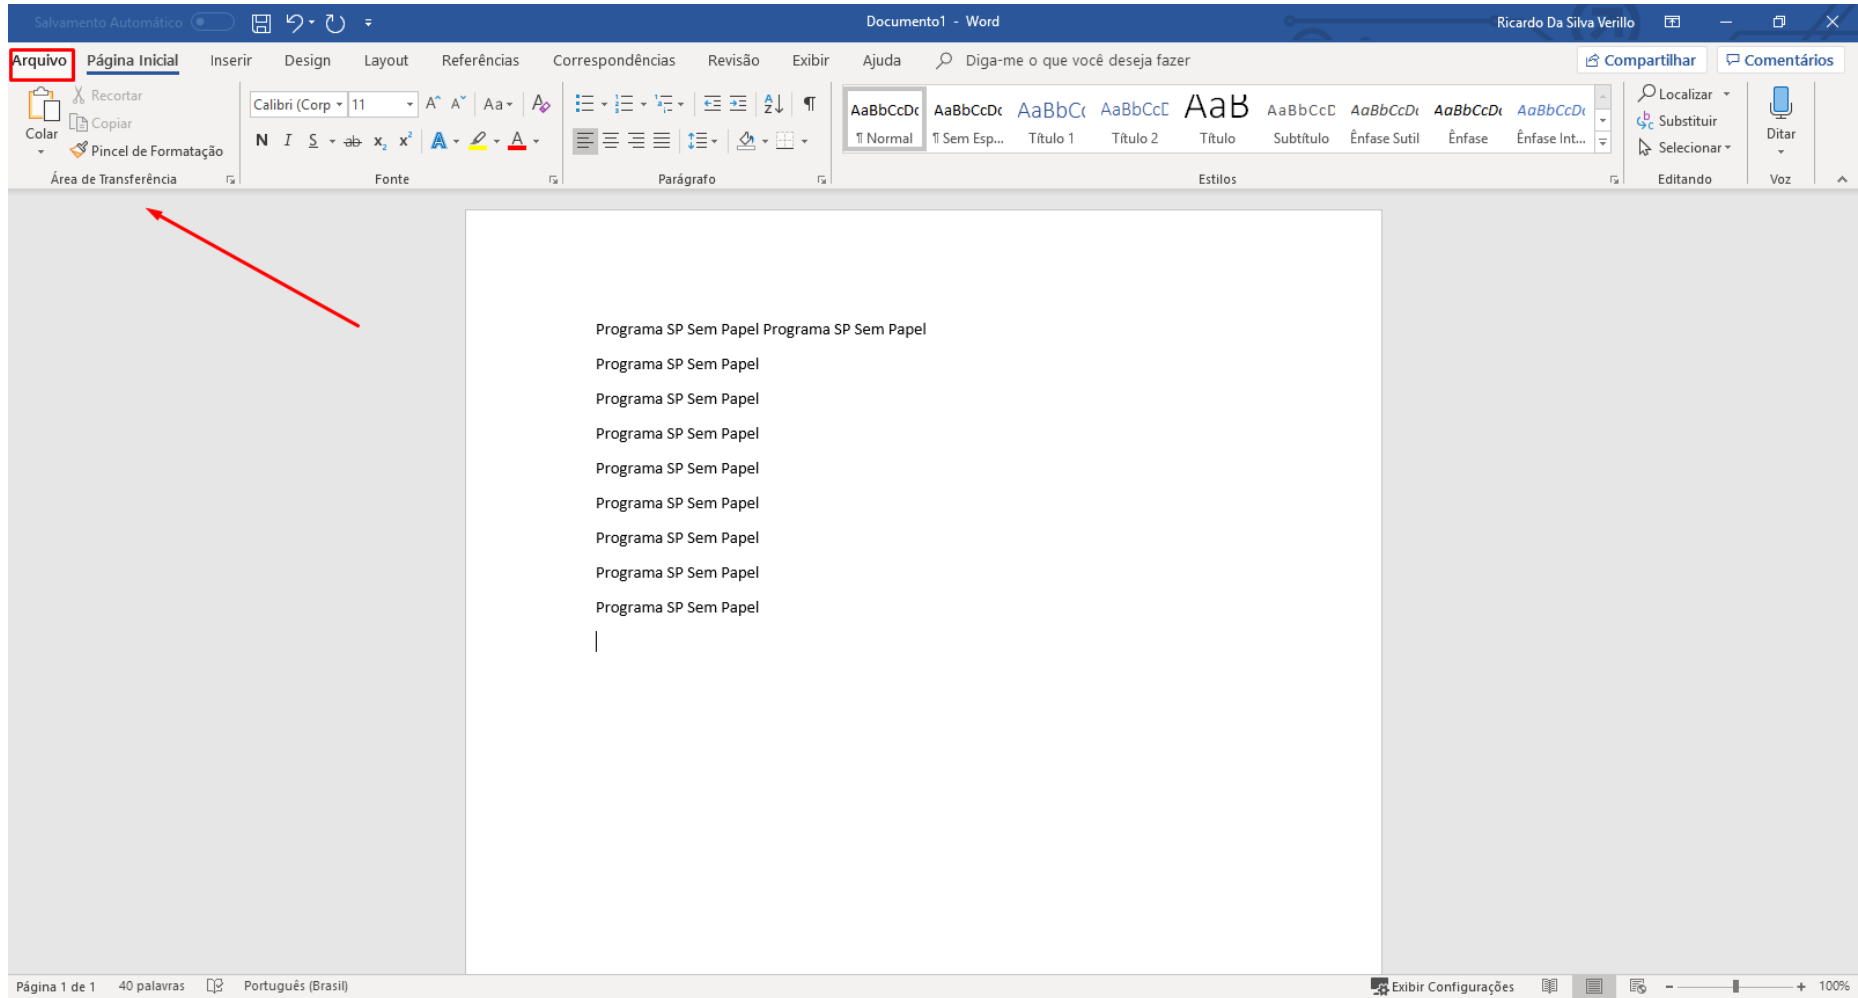 Salvamento Automático
Documento1 - Word
Ricardo Da Silva Verillo
Arquivo Página Inicial Inserir Design Layout Referências Correspondências Revisão Exibir Ajuda Diga-me o que você deseja fazer Compartilhar Comentários
Colar
Recortar
Copiar
Pincel de Formatação
Área de Transferência
Calibri (Corp 11 A^ Aˇ Aa A
N I S ab x₂ x² A A
Fonte
Parágrafo
AaBbCcDc AaBbCcDc AaBbC AaBbCcE AaB AaBbCcD AaBbCcDc AaBbCcDc AaBbCcDc
¶ Normal ¶ Sem Esp... Título 1 Título 2 Título Subtítulo Ênfase Sutil Ênfase Ênfase Int...
Estilos
Localizar
Substituir
Selecionar
Editando
Ditar
Voz
Programa SP Sem Papel Programa SP Sem Papel
Programa SP Sem Papel
Programa SP Sem Papel
Programa SP Sem Papel
Programa SP Sem Papel
Programa SP Sem Papel
Programa SP Sem Papel
Programa SP Sem Papel
Programa SP Sem Papel
Página 1 de 1 40 palavras Português (Brasil) Exibir Configurações 100%